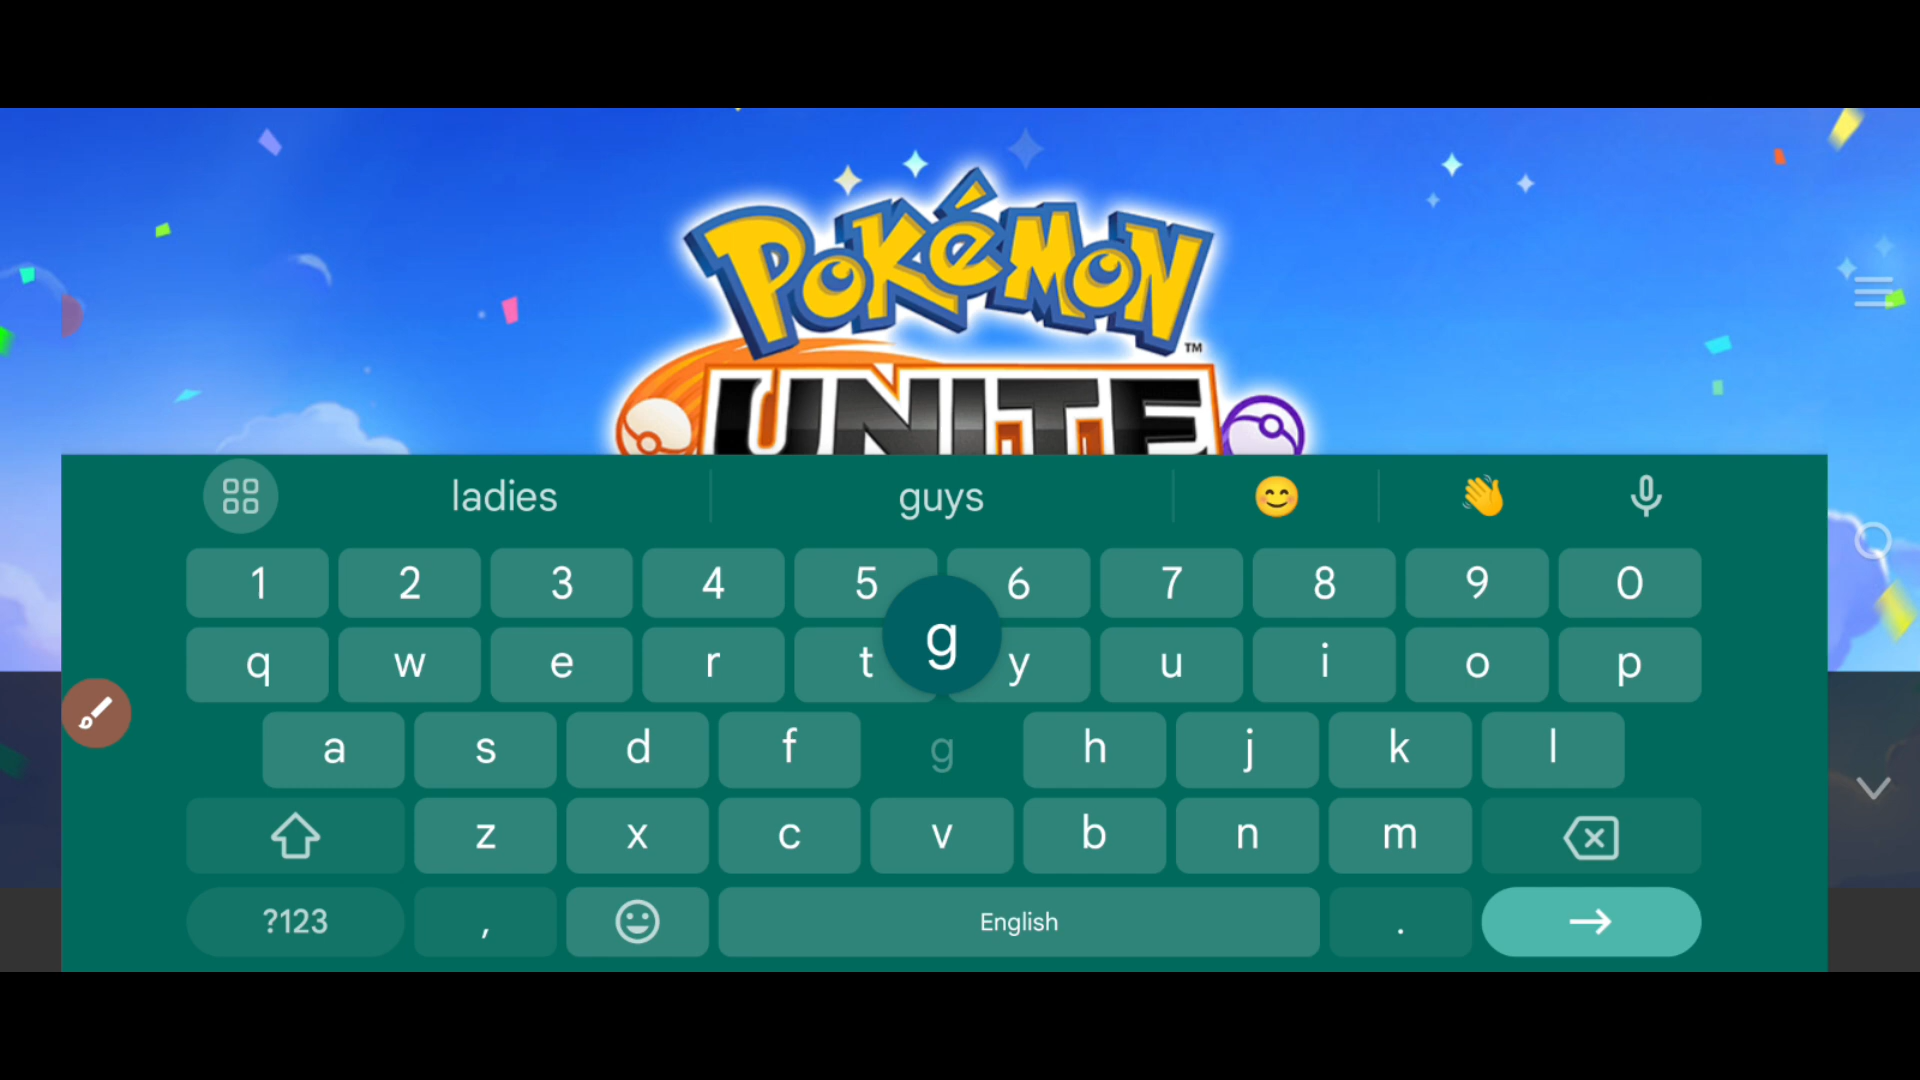 POKéMON
™
UNITE
ladies guys
1 2 3 4 5 6 7 8 9 0
g
q w e r t y u i o p
a s d f g h j k l
z x c v b n m
?123 , English .